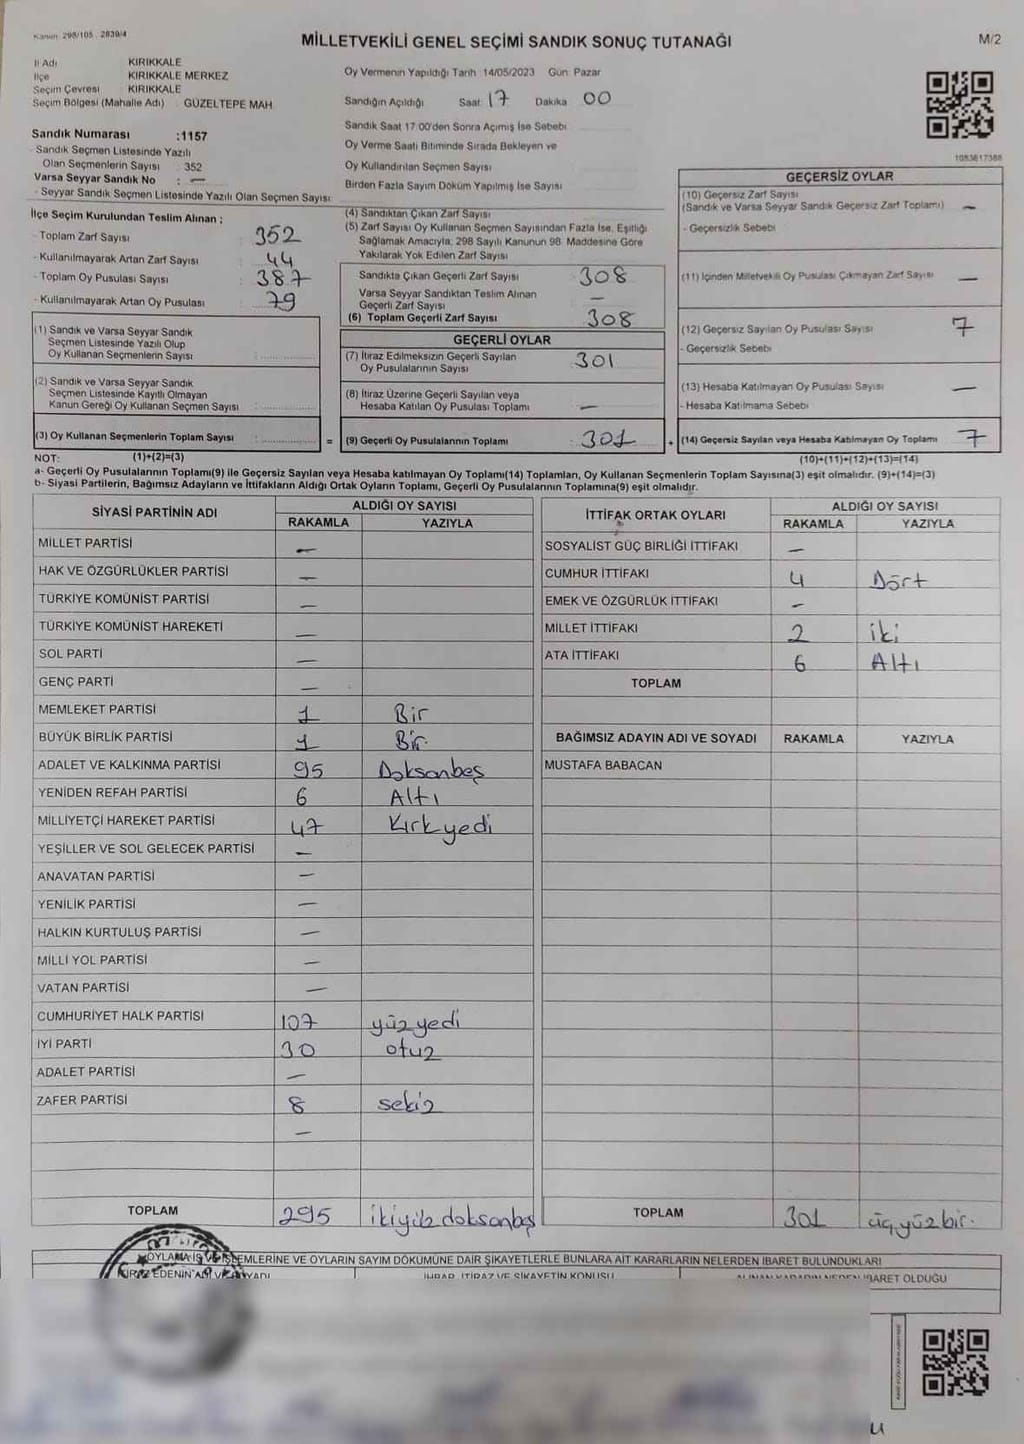 Kanun: 298/105 , 2839/4
MİLLETVEKİLİ GENEL SEÇİMİ SANDIK SONUÇ TUTANAĞI
M/2
İl Adı KIRIKKALE
İlçe KIRIKKALE MERKEZ
Seçim Çevresi KIRIKKALE
Seçim Bölgesi (Mahalle Adı) GÜZELTEPE MAH.
Sandık Numarası :1157
Sandık Seçmen Listesinde Yazılı
Olan Seçmenlerin Sayısı : 352
Varsa Seyyar Sandık No : —
- Seyyar Sandık Seçmen Listesinde Yazılı Olan Seçmen Sayısı:
Oy Vermenin Yapıldığı Tarih 14/05/2023 Gün: Pazar
Sandığın Açıldığı Saat 17 Dakika 00
Sandık Saat 17:00'den Sonra Açımış İse Sebebi
Oy Verme Saati Bitiminde Sırada Bekleyen ve
Oy Kullandırılan Seçmen Sayısı
Birden Fazla Sayım Döküm Yapılmış İse Sayısı
1083817388
İlçe Seçim Kurulundan Teslim Alınan ;
- Toplam Zarf Sayısı : 352
- Kullanılmayarak Artan Zarf Sayısı : 44
- Toplam Oy Pusulası Sayısı : 387
- Kullanılmayarak Artan Oy Pusulası : 79
(1) Sandık ve Varsa Seyyar Sandık
Seçmen Listesinde Yazılı Olup
Oy Kullanan Seçmenlerin Sayısı :
(2) Sandık ve Varsa Seyyar Sandık
Seçmen Listesinde Kayıtlı Olmayan
Kanun Gereği Oy Kullanan Seçmen Sayısı :
(3) Oy Kullanan Seçmenlerin Toplam Sayısı : =
(4) Sandıktan Çıkan Zarf Sayısı
(5) Zarf Sayısı Oy Kullanan Seçmen Sayısından Fazla İse, Eşitliği
Sağlamak Amacıyla, 298 Sayılı Kanunun 98. Maddesine Göre
Yakılarak Yok Edilen Zarf Sayısı
Sandıkta Çıkan Geçerli Zarf Sayısı : 308
Varsa Seyyar Sandıktan Teslim Alınan
Geçerli Zarf Sayısı —
(6) Toplam Geçerli Zarf Sayısı : 308
GEÇERLİ OYLAR
(7) İtiraz Edilmeksizin Geçerli Sayılan
Oy Pusulalarının Sayısı : 301
(8) İtiraz Üzerine Geçerli Sayılan veya
Hesaba Katılan Oy Pusulası Toplamı : —
(9) Geçerli Oy Pusulalarının Toplamı : 301 +
GEÇERSİZ OYLAR
(10) Geçersiz Zarf Sayısı
(Sandık ve Varsa Seyyar Sandık Geçersiz Zarf Toplamı) —
- Geçersizlik Sebebi
(11) İçinden Milletvekili Oy Pusulası Çıkmayan Zarf Sayısı —
(12) Geçersiz Sayılan Oy Pusulası Sayısı 7
- Geçersizlik Sebebi
(13) Hesaba Katılmayan Oy Pusulası Sayısı —
- Hesaba Katılmama Sebebi
(14) Geçersiz Sayılan veya Hesaba Katılmayan Oy Toplamı 7
NOT: (1)+(2)=(3) (10)+(11)+(12)+(13)=(14)
a- Geçerli Oy Pusulalarının Toplamı(9) ile Geçersiz Sayılan veya Hesaba katılmayan Oy Toplamı(14) Toplamları, Oy Kullanan Seçmenlerin Toplam Sayısına(3) eşit olmalıdır. (9)+(14)=(3)
b- Siyasi Partilerin, Bağımsız Adayların ve İttifakların Aldığı Ortak Oyların Toplamı, Geçerli Oy Pusulalarının Toplamına(9) eşit olmalıdır.
SİYASİ PARTİNİN ADI ALDIĞI OY SAYISI
RAKAMLA YAZIYLA
MİLLET PARTİSİ —
HAK VE ÖZGÜRLÜKLER PARTİSİ —
TÜRKİYE KOMÜNİST PARTİSİ —
TÜRKİYE KOMÜNİST HAREKETİ —
SOL PARTİ —
GENÇ PARTİ —
MEMLEKET PARTİSİ 1 Bir
BÜYÜK BİRLİK PARTİSİ 1 Bir
ADALET VE KALKINMA PARTİSİ 95 Doksanbeş
YENİDEN REFAH PARTİSİ 6 Altı
MİLLİYETÇİ HAREKET PARTİSİ 47 Kırkyedi
YEŞİLLER VE SOL GELECEK PARTİSİ —
ANAVATAN PARTİSİ —
YENİLİK PARTİSİ —
HALKIN KURTULUŞ PARTİSİ —
MİLLİ YOL PARTİSİ —
VATAN PARTİSİ —
CUMHURİYET HALK PARTİSİ 107 yüzyedi
İYİ PARTİ 30 otuz
ADALET PARTİSİ —
ZAFER PARTİSİ 8 sekiz
—
TOPLAM 295 ikiyüzdoksanbeş
İTTİFAK ORTAK OYLARI ALDIĞI OY SAYISI
RAKAMLA YAZIYLA
SOSYALİST GÜÇ BİRLİĞİ İTTİFAKI —
CUMHUR İTTİFAKI 4 Dört
EMEK VE ÖZGÜRLÜK İTTİFAKI —
MİLLET İTTİFAKI 2 iki
ATA İTTİFAKI 6 Altı
TOPLAM
BAĞIMSIZ ADAYIN ADI VE SOYADI RAKAMLA YAZIYLA
MUSTAFA BABACAN
TOPLAM 301 üçyüzbir.
OYLAMA İŞ VE İŞLEMLERİNE VE OYLARIN SAYIM DÖKÜMÜNE DAİR ŞİKAYETLERLE BUNLARA AİT KARARLARIN NELERDEN İBARET BULUNDUKLARI
İHBAR, İTİRAZ VE ŞİKAYETİN KONUSU
ALINAN KARARIN NEDEN İBARET OLDUĞU